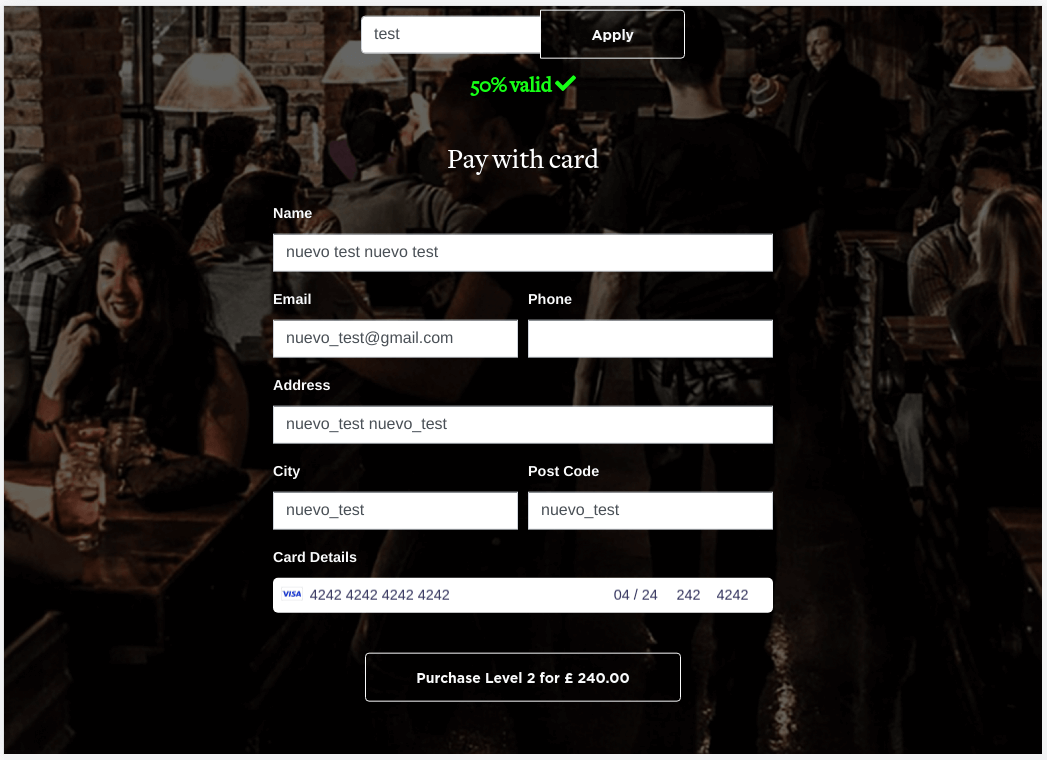 test Apply
50% valid
Pay with card
Name
nuevo test nuevo test
Email Phone
nuevo_test@gmail.com
Address
nuevo_test nuevo_test
City Post Code
nuevo_test nuevo_test
Card Details
VISA 4242 4242 4242 4242 04 / 24 242 4242
Purchase Level 2 for £ 240.00